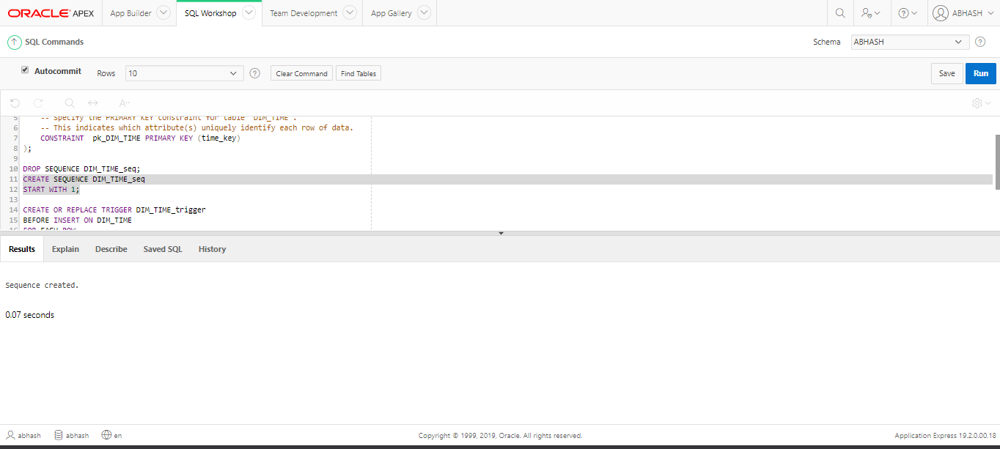 ORACLE APEX App Builder SQL Workshop Team Development App Gallery ABHASH
SQL Commands Schema ABHASH
Autocommit Rows 10 Clear Command Find Tables Save Run
5 -- Specify the PRIMARY KEY constraint for table "DIM_TIME".
6 -- This indicates which attribute(s) uniquely identify each row of data.
7 CONSTRAINT pk_DIM_TIME PRIMARY KEY (time_key)
8 );
9
10 DROP SEQUENCE DIM_TIME_seq;
11 CREATE SEQUENCE DIM_TIME_seq
12 START WITH 1;
13
14 CREATE OR REPLACE TRIGGER DIM_TIME_trigger
15 BEFORE INSERT ON DIM_TIME
16 FOR EACH ROW
Results Explain Describe Saved SQL History
Sequence created.
0.07 seconds
abhash abhash en Copyright © 1999, 2019, Oracle. All rights reserved. Application Express 19.2.0.00.18